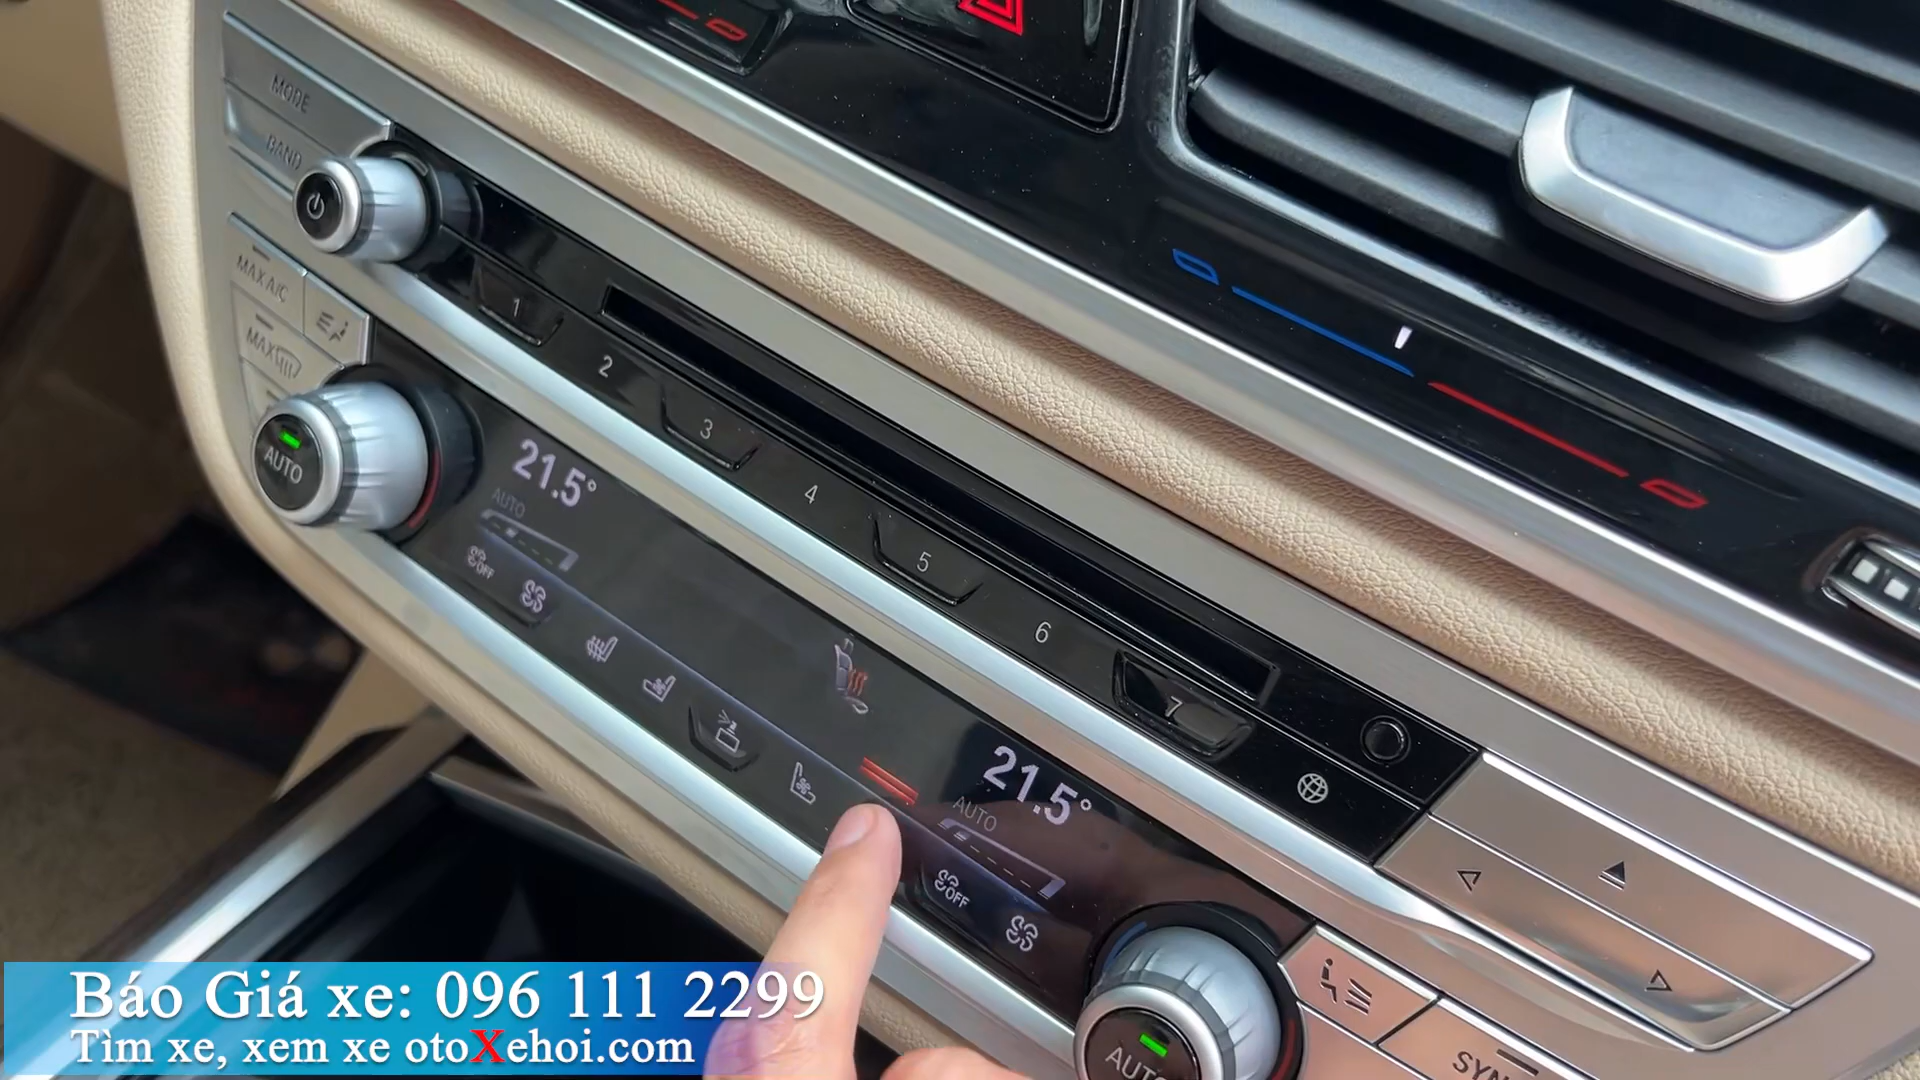 MODE
BAND
MAX A/C
MAX
1
2
3
4
5
6
7
AUTO
21.5°
AUTO
OFF
21.5°
AUTO
OFF
AUTO
Báo Giá xe: 096 111 2299
Tìm xe, xem xe otoXehoi.com